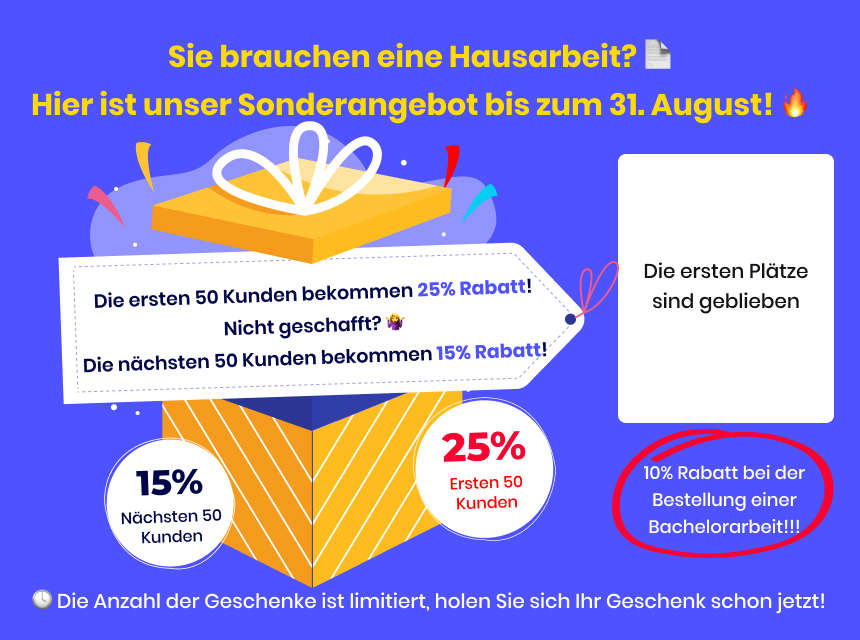 Sie brauchen eine Hausarbeit? 📄
Hier ist unser Sonderangebot bis zum 31. August! 🔥
Die ersten 50 Kunden bekommen 25% Rabatt!
Nicht geschafft? 🤷‍♀️
Die nächsten 50 Kunden bekommen 15% Rabatt!
Die ersten Plätze
sind geblieben
15%
Nächsten 50
Kunden
25%
Ersten 50
Kunden
10% Rabatt bei der
Bestellung einer
Bachelorarbeit!!!
🕓 Die Anzahl der Geschenke ist limitiert, holen Sie sich Ihr Geschenk schon jetzt!